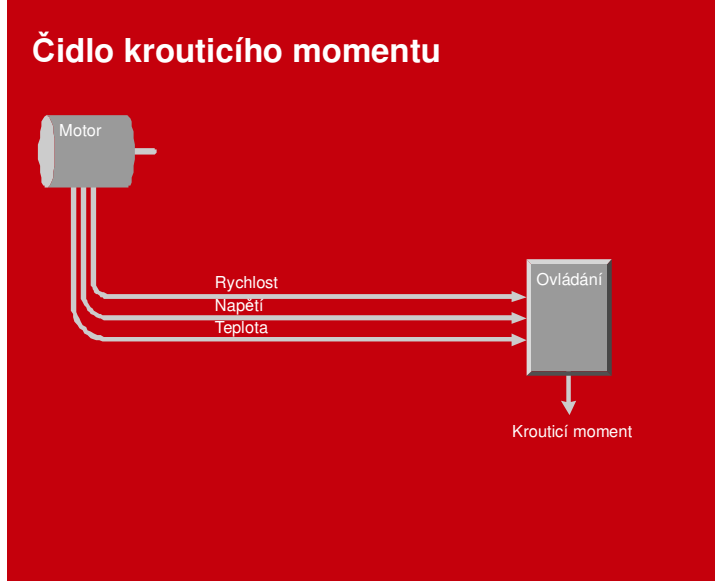 Čidlo krouticího momentu
Motor
Rychlost
Napětí
Teplota
Ovládání
Krouticí moment